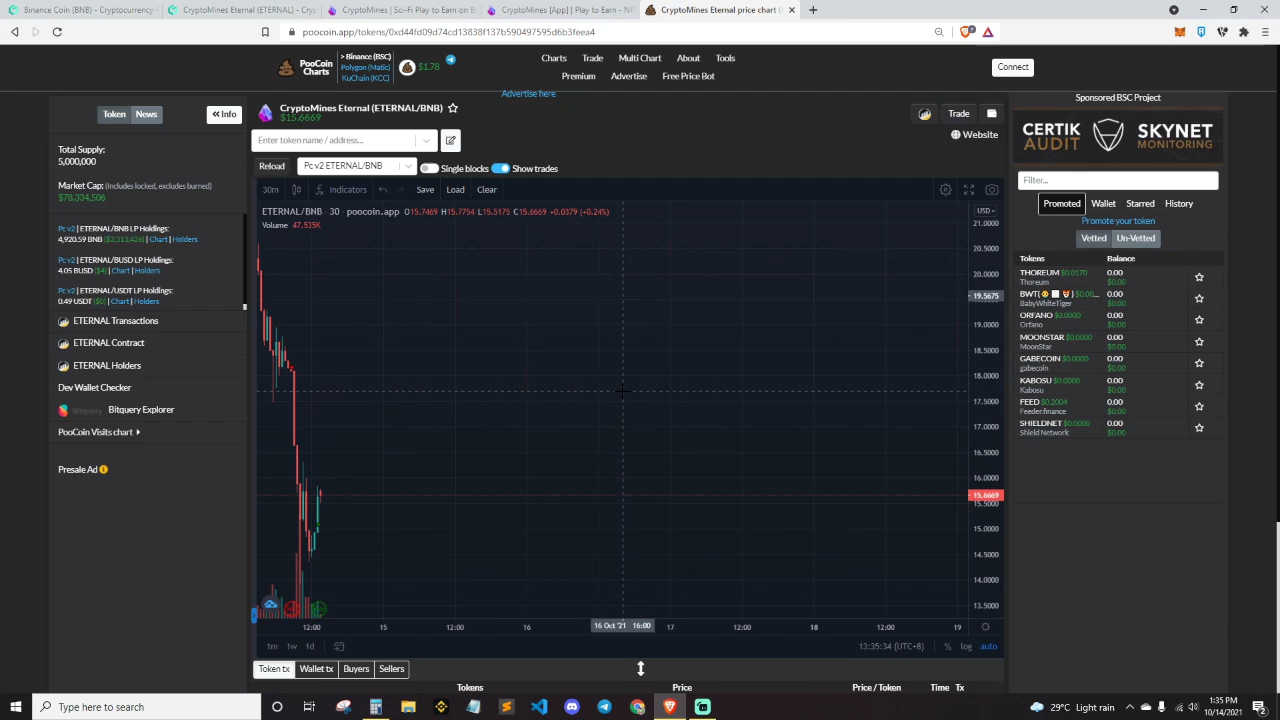 Binance Coin (BNB) - Cryptocurrency
CryptoMines Eternal (ETERNAL) - Cry
CryptoMines | Sci-Fi Play to Earn on B
CryptoMines [App] | Play to Earn - NF
CryptoMines Eternal price chart (
poocoin.app/tokens/0xd44fd09d74cd13838f137b590497595d6b3feea4
PooCoin
Charts
> Binance (BSC)
Polygon (Matic)
KuChain (KCC)
$1.78
Charts
Trade
Multi Chart
About
Tools
Premium
Advertise
Free Price Bot
Connect
Advertise here
Token
News
Info
Total Supply:
5,000,000
Market Cap: (Includes locked, excludes burned)
$78,334,506
Pc v2 | ETERNAL/BNB LP Holdings:
4,920.59 BNB ($2,313,426) | Chart | Holders
Pc v2 | ETERNAL/BUSD LP Holdings:
4.05 BUSD ($4) | Chart | Holders
Pc v2 | ETERNAL/USDT LP Holdings:
0.49 USDT ($0) | Chart | Holders
ETERNAL Transactions
ETERNAL Contract
ETERNAL Holders
Dev Wallet Checker
Bitquery
Bitquery Explorer
PooCoin Visits chart
Presale Ad
CryptoMines Eternal (ETERNAL/BNB)
$15.6669
Trade
Enter token name / address...
Website
Reload
Pc v2 ETERNAL/BNB
Single blocks
Show trades
30m
Indicators
Save
Load
Clear
ETERNAL/BNB · 30 · poocoin.app O15.7469 H15.7754 L15.5175 C15.6669 +0.0379 (+0.24%)
Volume 47.535K
USD
21.0000
20.5000
20.0000
19.5675
19.0000
18.5000
18.0000
17.5000
17.0000
16.5000
16.0000
15.6669
15.5000
15.0000
14.5000
14.0000
13.5000
12:00
15
12:00
16
16 Oct '21 16:00
17
12:00
18
12:00
19
1m
1w
1d
13:35:34 (UTC+8)
%
log
auto
Token tx
Wallet tx
Buyers
Sellers
Tokens
Price
Price / Token
Time
Tx
Sponsored BSC Project
CERTIK
AUDIT
SKYNET
MONITORING
Filter...
Promoted
Wallet
Starred
History
Promote your token
Vetted
Un-Vetted
Tokens
Balance
THOREUM $0.0170
0.00
Thoreum
$0.00
0.00
BabyWhiteTiger
$0.00
ORFANO $0.0000
0.00
Orfano
$0.00
MOONSTAR $0.0000
0.00
MoonStar
$0.00
GABECOIN $0.0000
0.00
gabecoin
$0.00
KABOSU $0.0000
0.00
Kabosu
$0.00
FEED $0.2004
0.00
Feeder.finance
$0.00
SHIELDNET $0.0000
0.00
Shield Network
$0.00
Type here to search
29°C Light rain
1:35 PM
10/14/2021